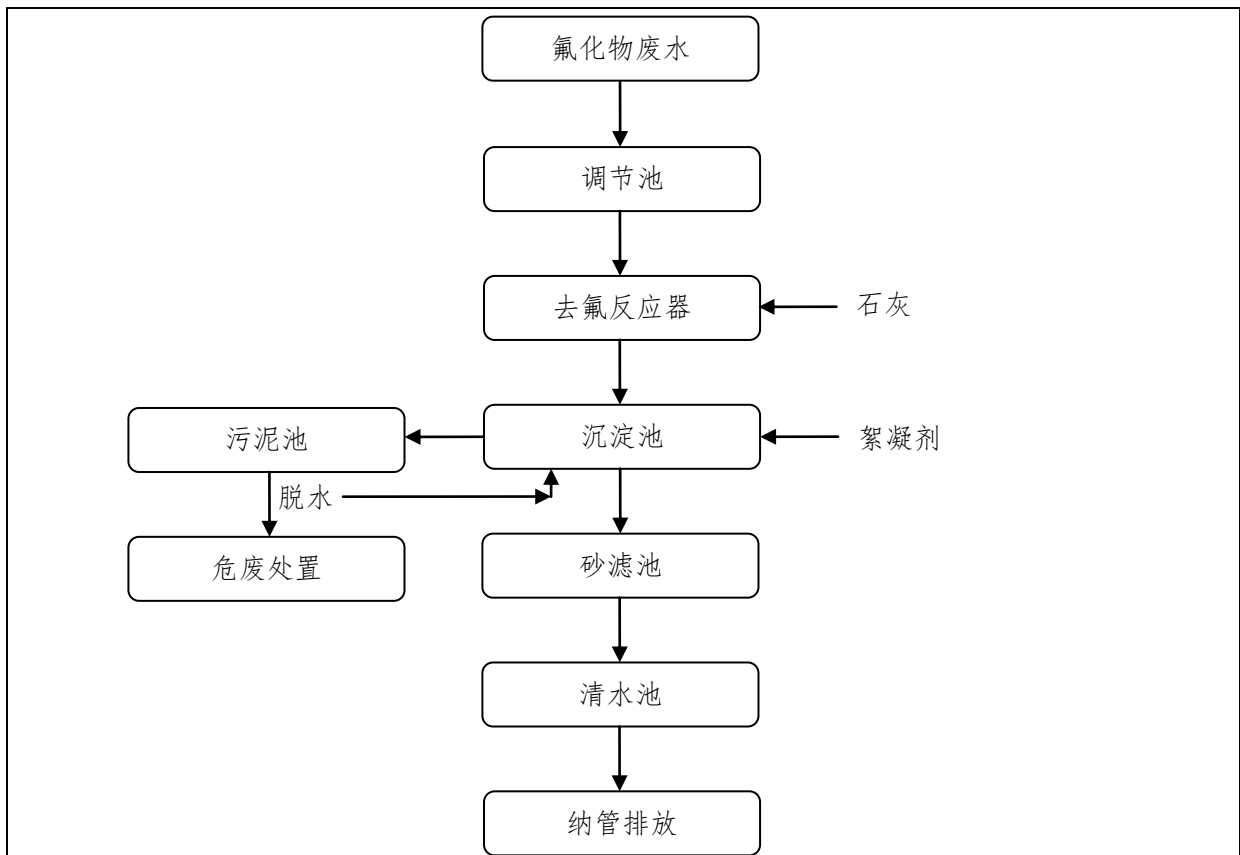 氟化物废水
调节池
去氟反应器
石灰
污泥池
沉淀池
絮凝剂
脱水
危废处置
砂滤池
清水池
纳管排放